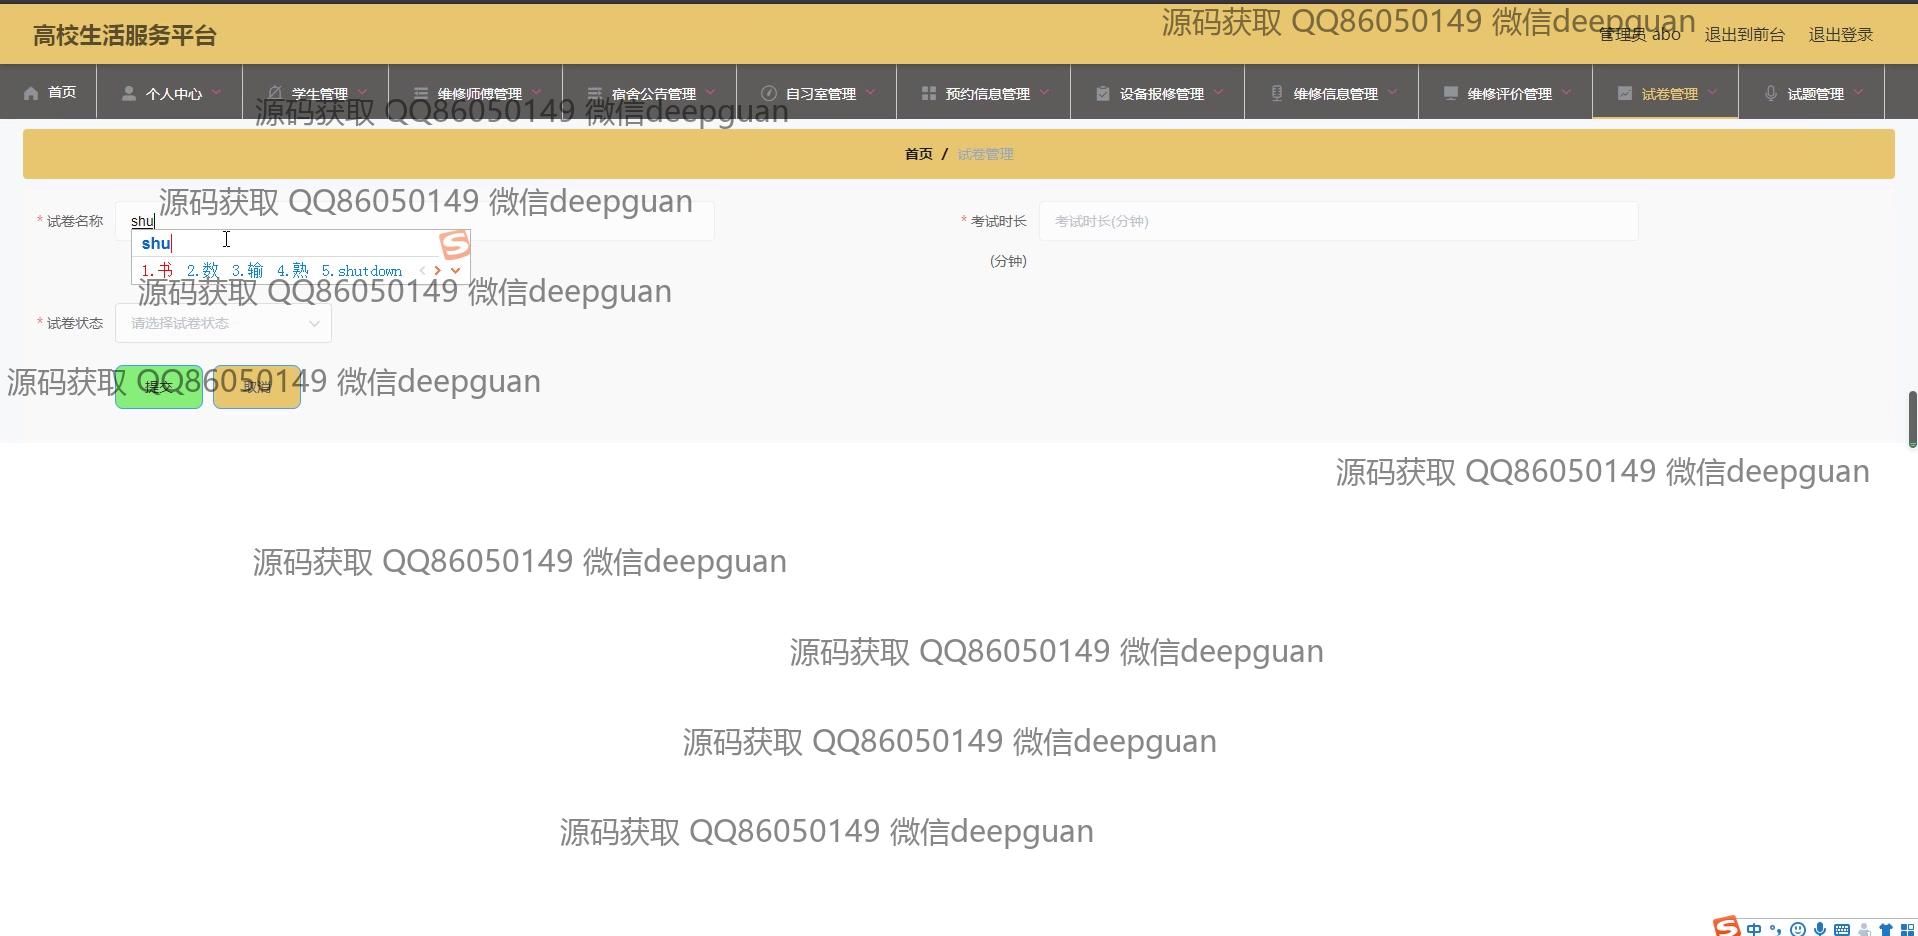 高校生活服务平台
源码获取 QQ86050149 微信deepguan
管理员 abo
退出到前台
退出登录
首页
个人中心
学生管理
维修师傅管理
宿舍公告管理
自习室管理
预约信息管理
设备报修管理
维修信息管理
维修评价管理
试卷管理
试题管理
源码获取 QQ86050149 微信deepguan
首页 / 试卷管理
源码获取 QQ86050149 微信deepguan
* 试卷名称
shu
* 考试时长
考试时长(分钟)
(分钟)
shu
1.书 2.数 3.输 4.熟 5.shutdown
源码获取 QQ86050149 微信deepguan
* 试卷状态
请选择试卷状态
源码获取 QQ86050149 微信deepguan
提交
取消
源码获取 QQ86050149 微信deepguan
源码获取 QQ86050149 微信deepguan
源码获取 QQ86050149 微信deepguan
源码获取 QQ86050149 微信deepguan
源码获取 QQ86050149 微信deepguan
中